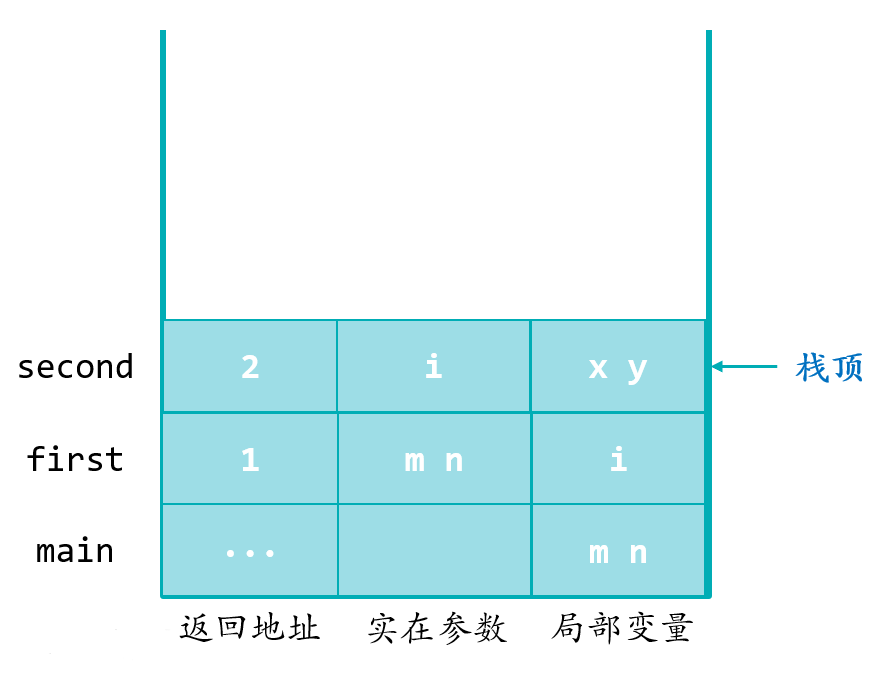 second 2 i x y 栈顶
first 1 m n i
main ... m n
返回地址 实在参数 局部变量